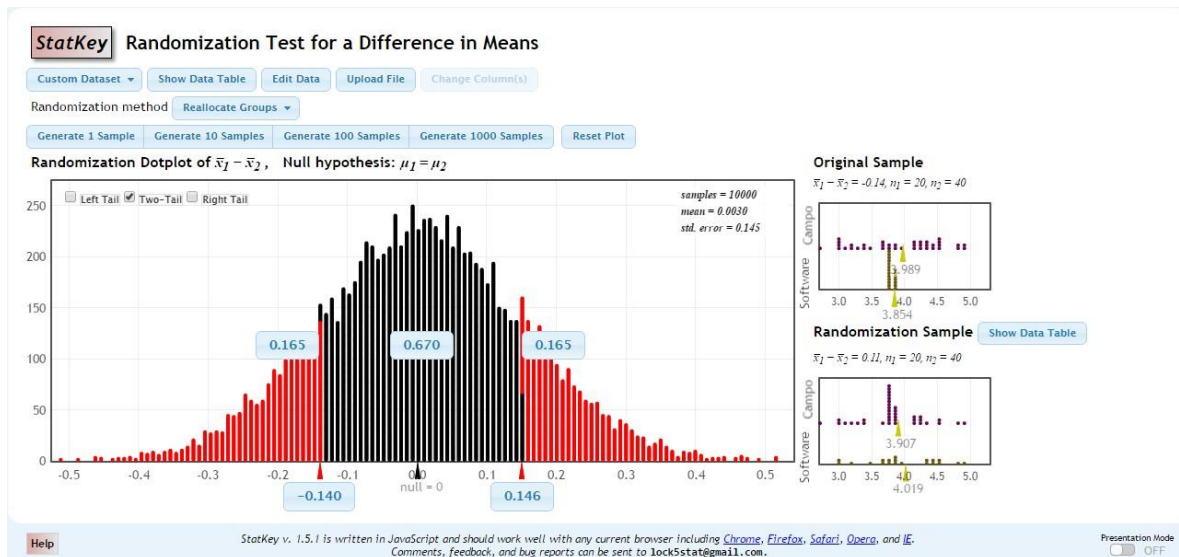 StatKey Randomization Test for a Difference in Means
Custom Dataset Show Data Table Edit Data Upload File Change Column(s)
Randomization method Reallocate Groups
Generate 1 Sample Generate 10 Samples Generate 100 Samples Generate 1000 Samples Reset Plot
Randomization Dotplot of x̄₁ − x̄₂ , Null hypothesis: μ₁ = μ₂
Left Tail Two-Tail Right Tail
samples = 10000
mean = 0.0030
std. error = 0.145
250
200
150
100
50
0
0.165 0.670 0.165
-0.5 -0.4 -0.3 -0.2 -0.1 0.0 0.1 0.2 0.3 0.4 0.5
null = 0
-0.140 0.146
Original Sample
x̄₁ − x̄₂ = -0.14, n₁ = 20, n₂ = 40
Campo
Software
3.989
3.0 3.5 4.0 4.5 5.0
3.854
Randomization Sample Show Data Table
x̄₁ − x̄₂ = 0.11, n₁ = 20, n₂ = 40
Campo
Software
3.907
3.0 3.5 4.0 4.5 5.0
4.019
Help
StatKey v. 1.5.1 is written in JavaScript and should work well with any current browser including Chrome, Firefox, Safari, Opera, and IE.
Comments, feedback, and bug reports can be sent to lock5stat@gmail.com.
Presentation Mode
OFF